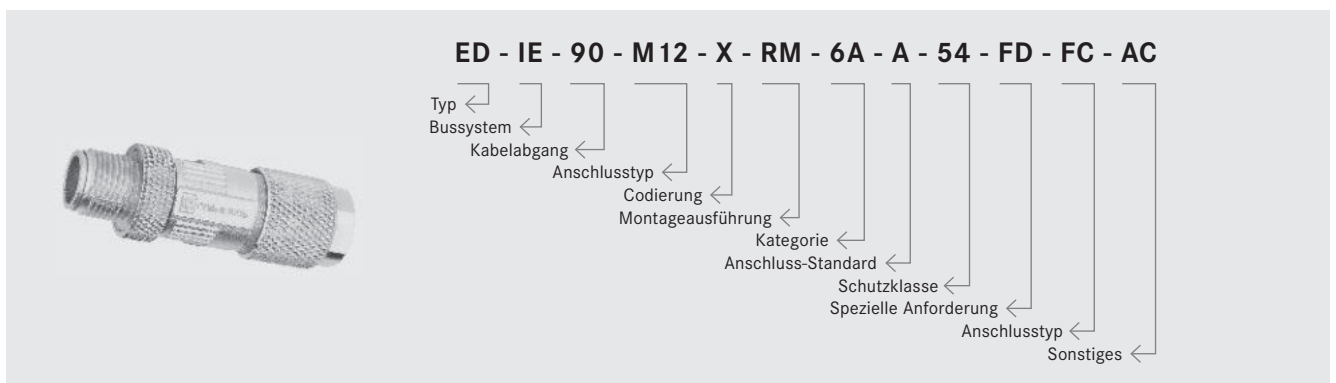 ED - IE - 90 - M12 - X - RM - 6A - A - 54 - FD - FC - AC
Typ
Bussystem
Kabelabgang
Anschlusstyp
Codierung
Montageausführung
Kategorie
Anschluss-Standard
Schutzklasse
Spezielle Anforderung
Anschlusstyp
Sonstiges